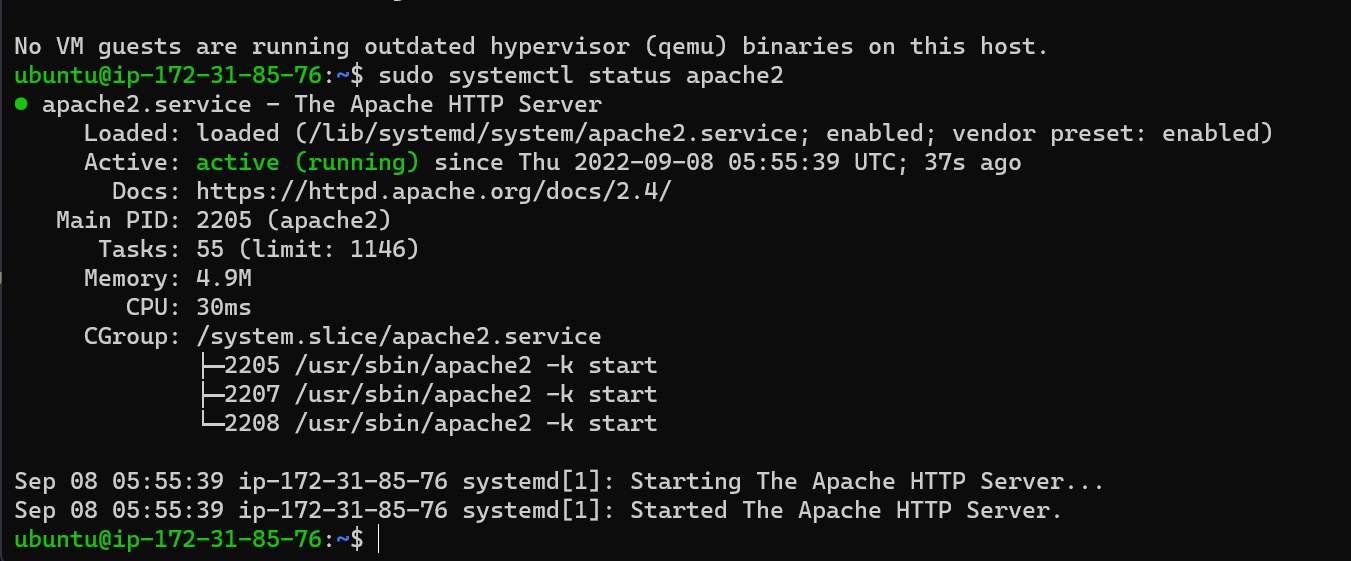 No VM guests are running outdated hypervisor (qemu) binaries on this host.
ubuntu@ip-172-31-85-76:~$ sudo systemctl status apache2
● apache2.service - The Apache HTTP Server
     Loaded: loaded (/lib/systemd/system/apache2.service; enabled; vendor preset: enabled)
     Active: active (running) since Thu 2022-09-08 05:55:39 UTC; 37s ago
       Docs: https://httpd.apache.org/docs/2.4/
   Main PID: 2205 (apache2)
      Tasks: 55 (limit: 1146)
     Memory: 4.9M
        CPU: 30ms
     CGroup: /system.slice/apache2.service
             ├─2205 /usr/sbin/apache2 -k start
             ├─2207 /usr/sbin/apache2 -k start
             └─2208 /usr/sbin/apache2 -k start
Sep 08 05:55:39 ip-172-31-85-76 systemd[1]: Starting The Apache HTTP Server...
Sep 08 05:55:39 ip-172-31-85-76 systemd[1]: Started The Apache HTTP Server.
ubuntu@ip-172-31-85-76:~$